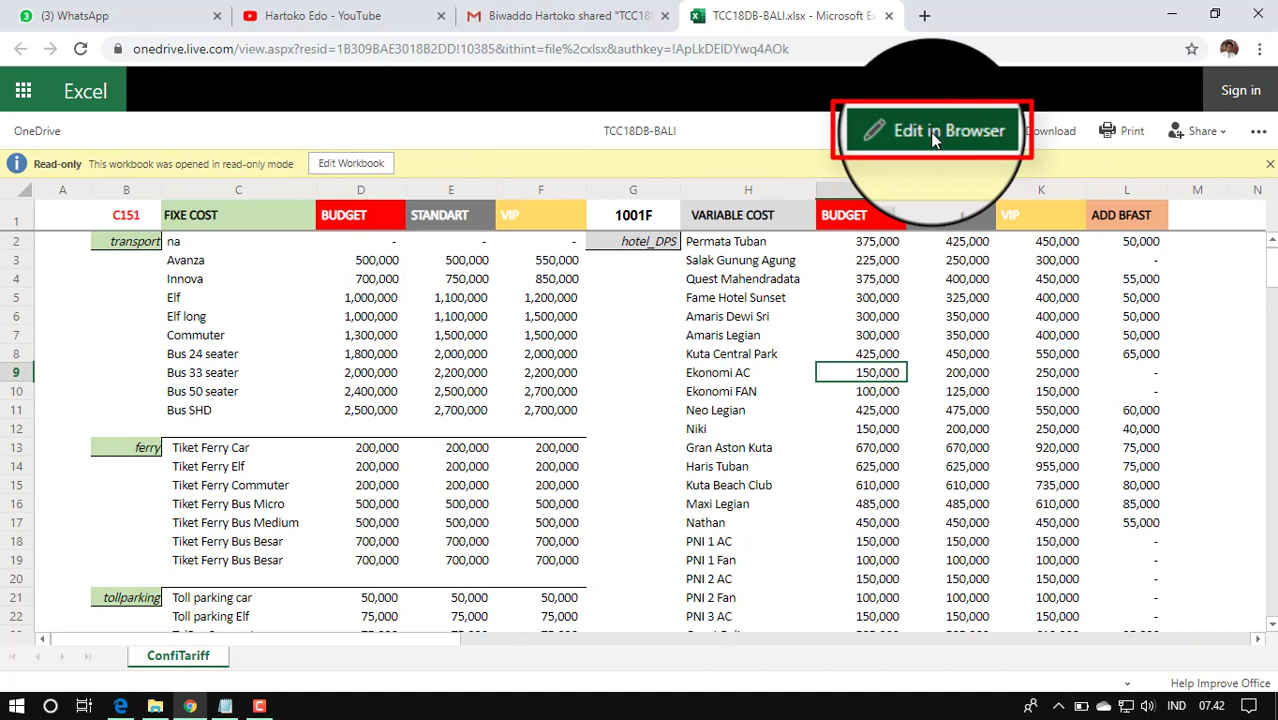 (3) WhatsApp
Hartoko Edo - YouTube
Biwaddo Hartoko shared "TCC18
TCC18DB-BALI.xlsx - Microsoft Ex
onedrive.live.com/view.aspx?resid=1B309BAE3018B2DD!10385&ithint=file%2cxlsx&authkey=!ApLkDEIDYwq4AOk
Excel
Sign in
OneDrive
TCC18DB-BALI
Edit in Browser
Download
Print
Share
Read-only This workbook was opened in read-only mode Edit Workbook
A B C D E F G H K L M N
1 C151 FIXE COST BUDGET STANDART VIP 1001F VARIABLE COST BUDGET VIP ADD BFAST
2 transport na - - - hotel_DPS Permata Tuban 375,000 425,000 450,000 50,000
3 Avanza 500,000 500,000 550,000 Salak Gunung Agung 225,000 250,000 300,000 -
4 Innova 700,000 750,000 850,000 Quest Mahendradata 375,000 400,000 450,000 55,000
5 Elf 1,000,000 1,100,000 1,200,000 Fame Hotel Sunset 300,000 325,000 400,000 50,000
6 Elf long 1,000,000 1,100,000 1,500,000 Amaris Dewi Sri 300,000 350,000 400,000 50,000
7 Commuter 1,300,000 1,500,000 1,500,000 Amaris Legian 300,000 350,000 400,000 50,000
8 Bus 24 seater 1,800,000 2,000,000 2,000,000 Kuta Central Park 425,000 450,000 550,000 65,000
9 Bus 33 seater 2,000,000 2,200,000 2,200,000 Ekonomi AC 150,000 200,000 250,000 -
10 Bus 50 seater 2,400,000 2,500,000 2,700,000 Ekonomi FAN 100,000 125,000 150,000 -
11 Bus SHD 2,500,000 2,700,000 2,700,000 Neo Legian 425,000 475,000 550,000 60,000
12 Niki 150,000 200,000 250,000 40,000
13 ferry Tiket Ferry Car 200,000 200,000 200,000 Gran Aston Kuta 670,000 670,000 920,000 75,000
14 Tiket Ferry Elf 200,000 200,000 200,000 Haris Tuban 625,000 625,000 955,000 75,000
15 Tiket Ferry Commuter 200,000 200,000 200,000 Kuta Beach Club 610,000 610,000 735,000 80,000
16 Tiket Ferry Bus Micro 500,000 500,000 500,000 Maxi Legian 485,000 485,000 610,000 85,000
17 Tiket Ferry Bus Medium 500,000 500,000 500,000 Nathan 450,000 450,000 450,000 55,000
18 Tiket Ferry Bus Besar 700,000 700,000 700,000 PNI 1 AC 150,000 150,000 150,000 -
19 Tiket Ferry Bus Besar 700,000 700,000 700,000 PNI 1 Fan 100,000 100,000 100,000 -
20 PNI 2 AC 150,000 150,000 150,000 -
21 tollparking Toll parking car 50,000 50,000 50,000 PNI 2 Fan 100,000 100,000 100,000 -
22 Toll parking Elf 75,000 75,000 75,000 PNI 3 AC 150,000 150,000 150,000 -
ConfiTariff
Help Improve Office
IND 07.42